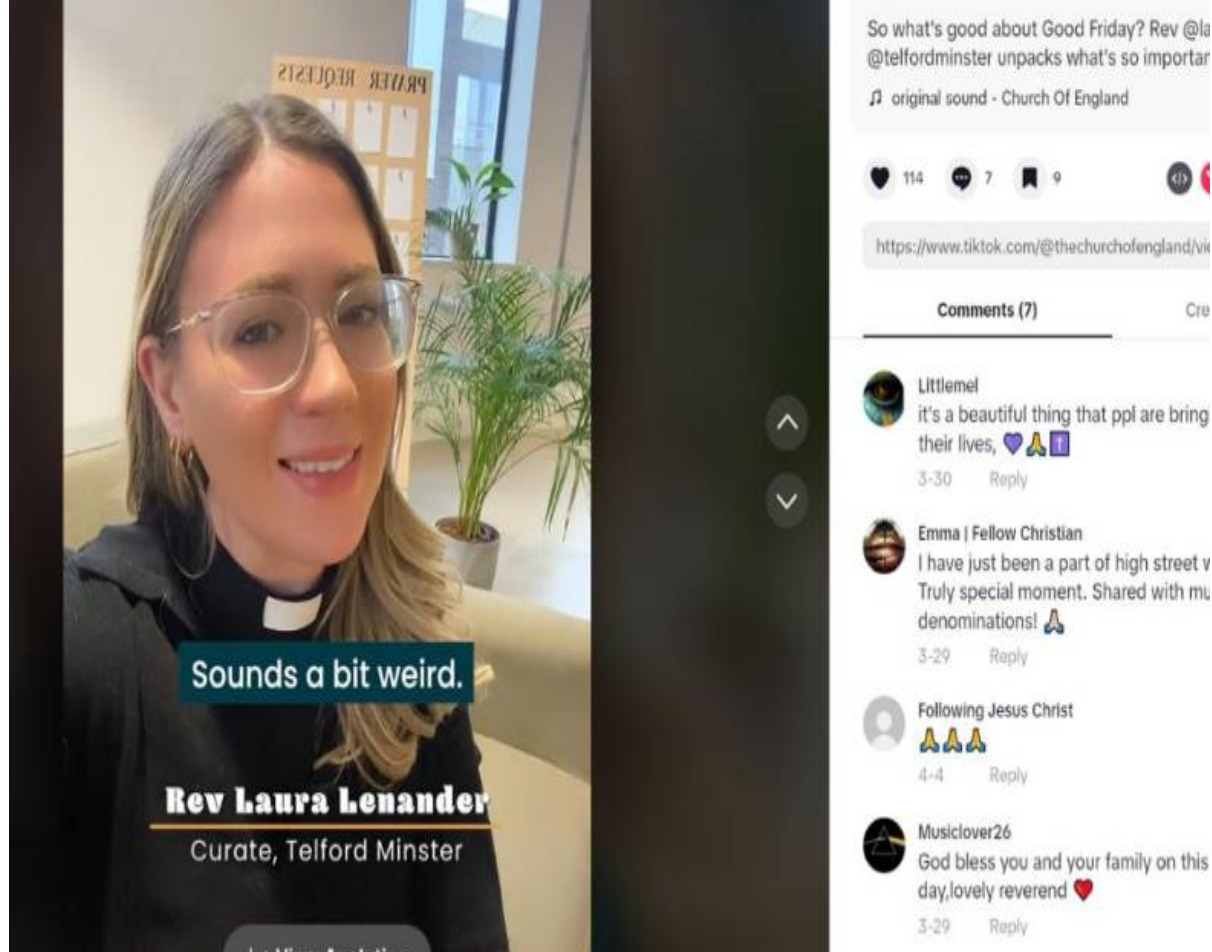 PRAYER REQUESTS
Sounds a bit weird.
Rev Laura Lenander
Curate, Telford Minster
So what's good about Good Friday? Rev @la
@telfordminster unpacks what's so importan
original sound - Church Of England
114
7
9
https://www.tiktok.com/@thechurchofengland/vid
Comments (7)
Cre
Littlemel
it's a beautiful thing that ppl are bring
their lives, 💜🙏✝️
3-30 Reply
Emma | Fellow Christian
I have just been a part of high street w
Truly special moment. Shared with mu
denominations! 🙏
3-29 Reply
Following Jesus Christ
🙏🙏🙏
4-4 Reply
Musiclover26
God bless you and your family on this
day,lovely reverend ❤️
3-29 Reply